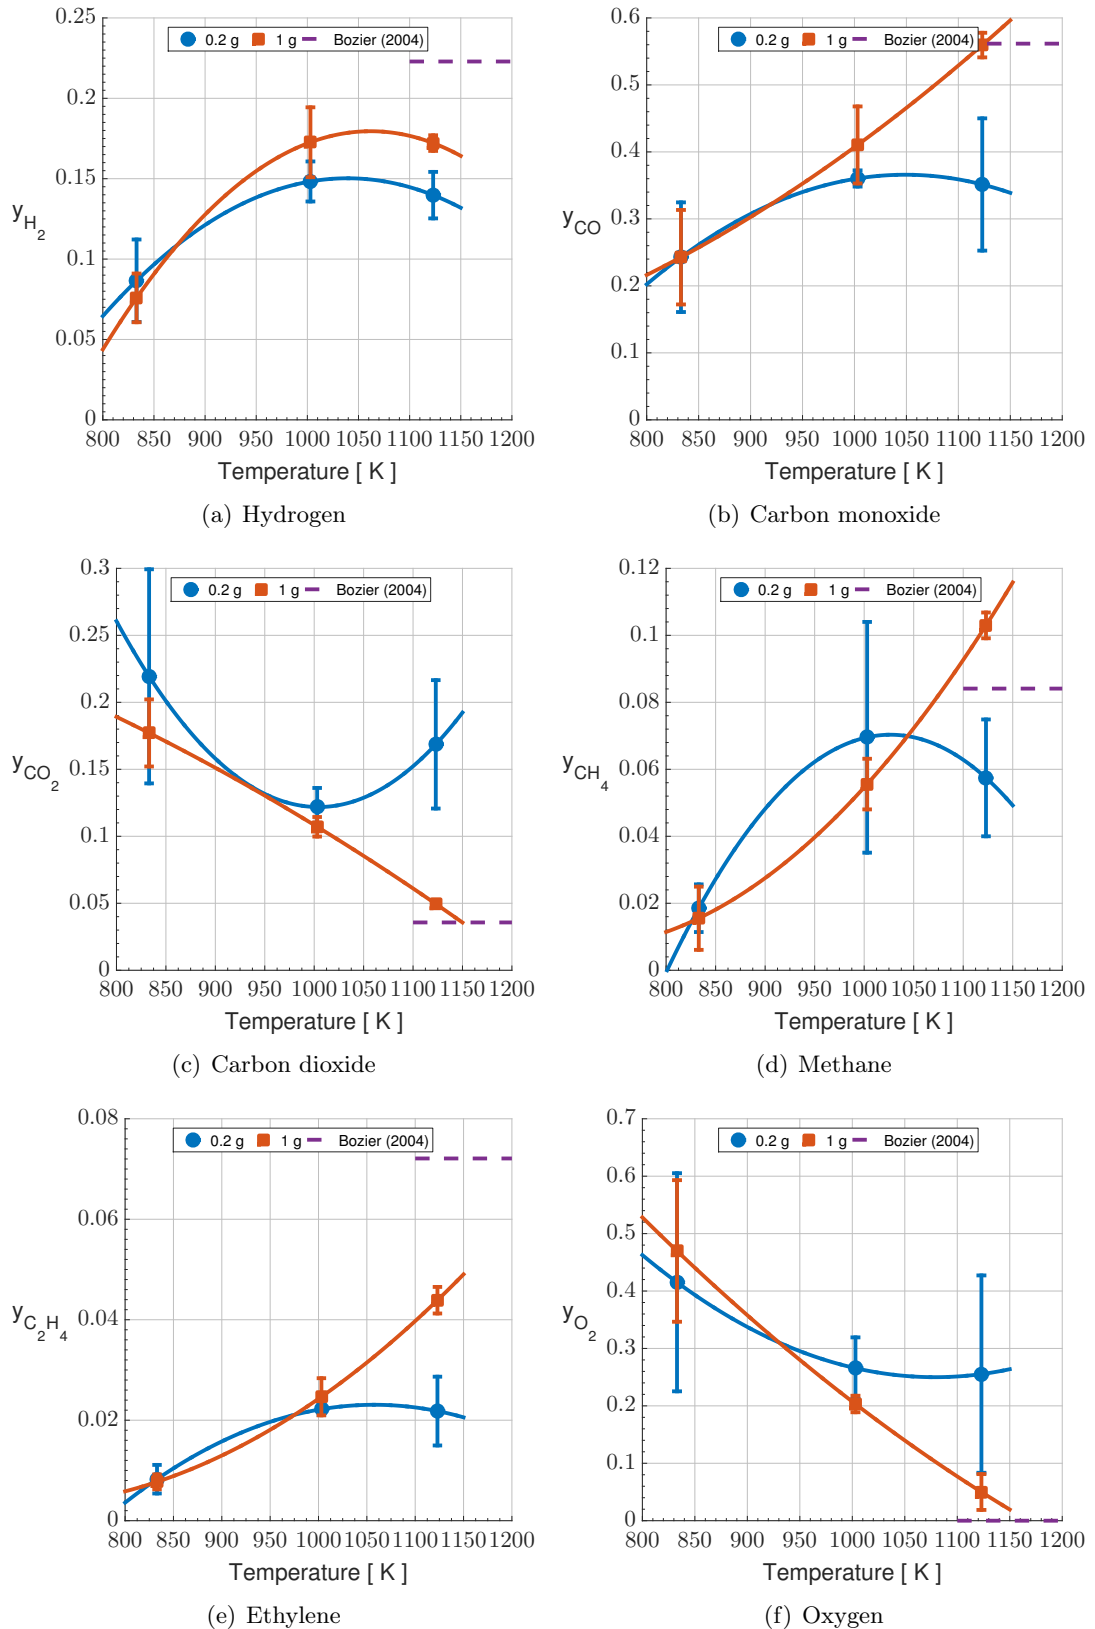 0.2 g 1 g Bozier (2004)
0.25
0.2
0.15
0.1
0.05
0
y_H_2
800 850 900 950 1000 1050 1100 1150 1200
Temperature [ K ]
(a) Hydrogen
0.2 g 1 g Bozier (2004)
0.6
0.5
0.4
0.3
0.2
0.1
0
y_CO
800 850 900 950 1000 1050 1100 1150 1200
Temperature [ K ]
(b) Carbon monoxide
0.2 g 1 g Bozier (2004)
0.3
0.25
0.2
0.15
0.1
0.05
0
y_CO_2
800 850 900 950 1000 1050 1100 1150 1200
Temperature [ K ]
(c) Carbon dioxide
0.2 g 1 g Bozier (2004)
0.12
0.1
0.08
0.06
0.04
0.02
0
y_CH_4
800 850 900 950 1000 1050 1100 1150 1200
Temperature [ K ]
(d) Methane
0.2 g 1 g Bozier (2004)
0.08
0.06
0.04
0.02
0
y_C_2H_4
800 850 900 950 1000 1050 1100 1150 1200
Temperature [ K ]
(e) Ethylene
0.2 g 1 g Bozier (2004)
0.7
0.6
0.5
0.4
0.3
0.2
0.1
0
y_O_2
800 850 900 950 1000 1050 1100 1150 1200
Temperature [ K ]
(f) Oxygen